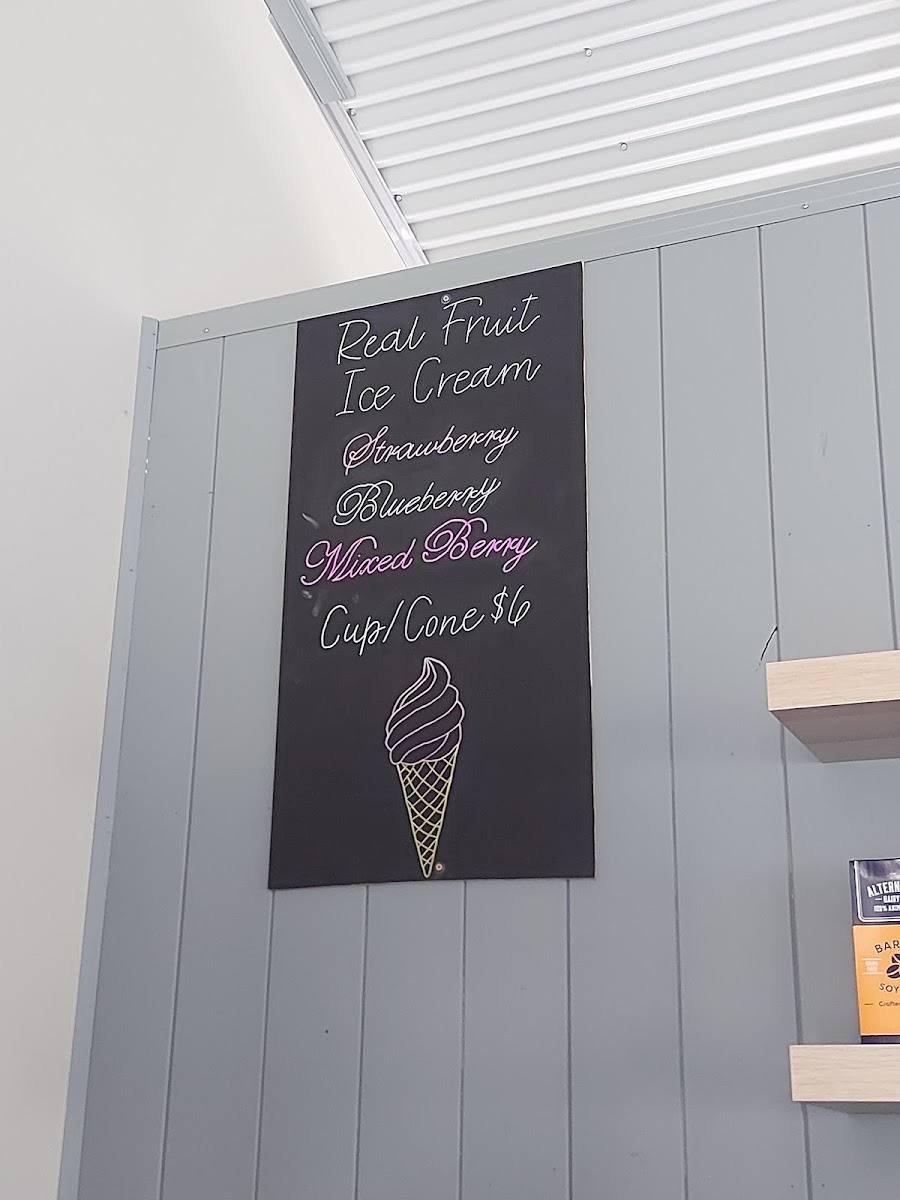 Real Fruit
Ice Cream
Strawberry
Blueberry
Mixed Berry
Cup/Cone $6